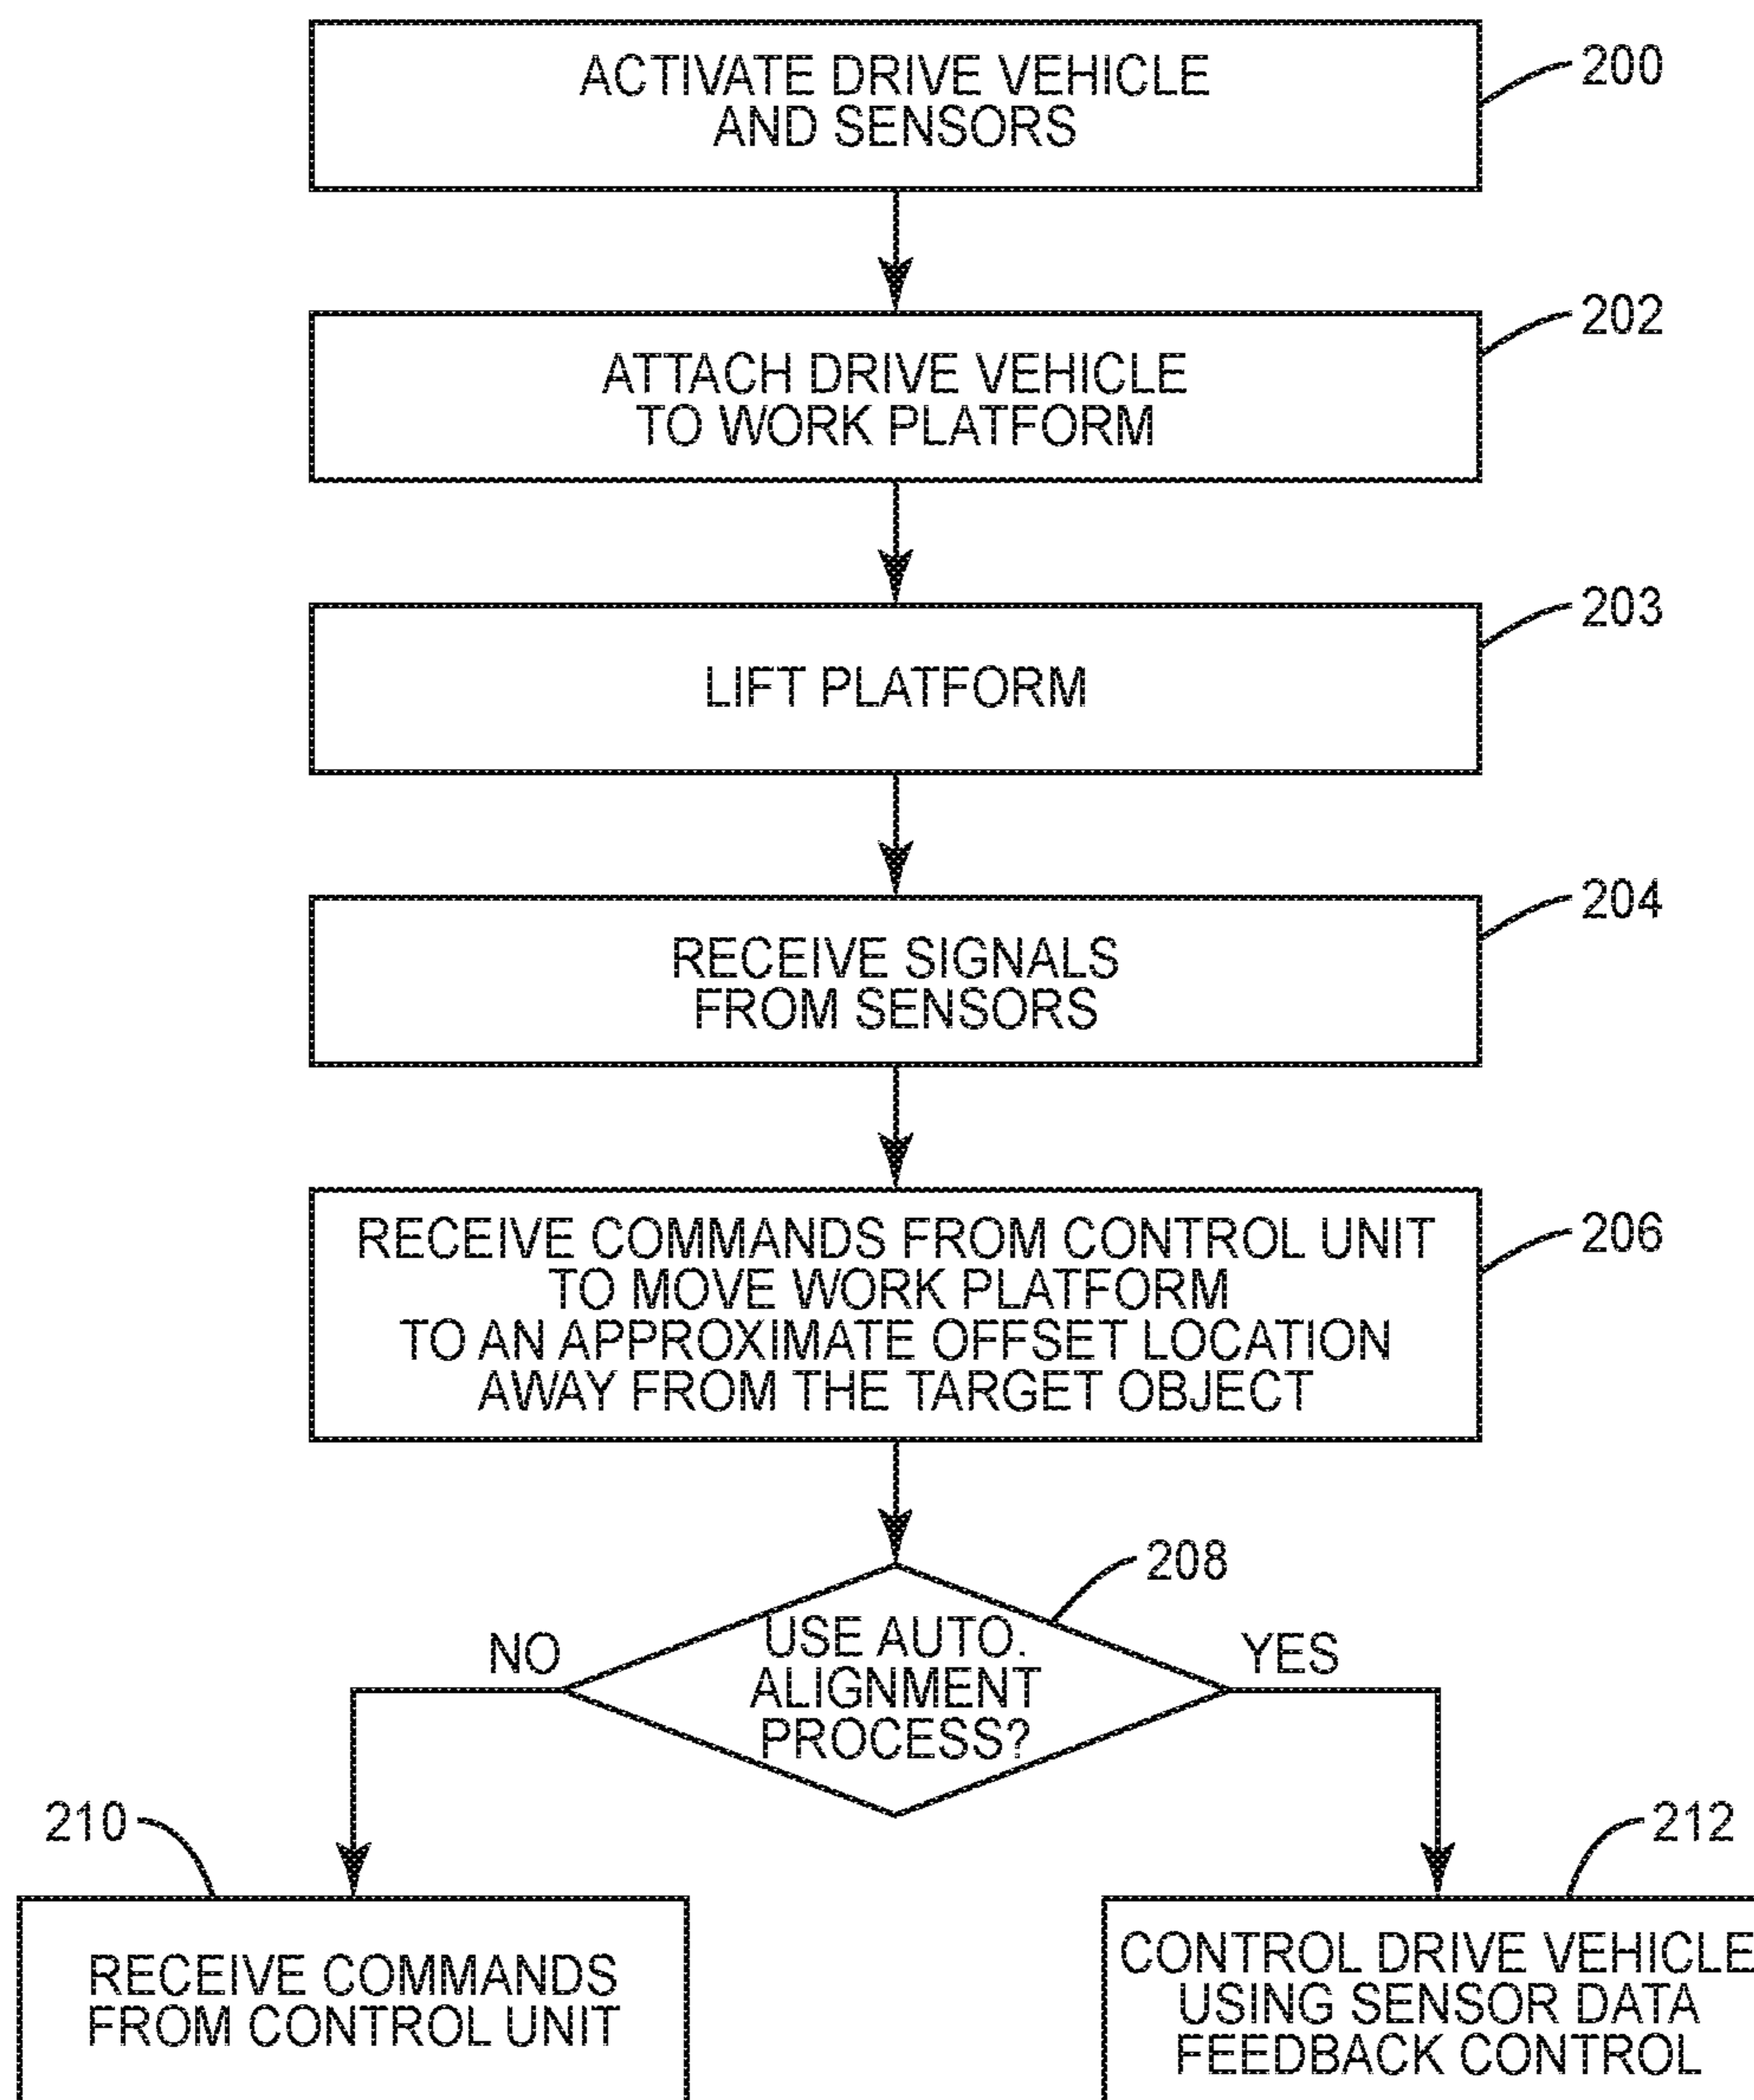 ACTIVATE DRIVE VEHICLE
AND SENSORS
200
ATTACH DRIVE VEHICLE
TO WORK PLATFORM
202
LIFT PLATFORM
203
RECEIVE SIGNALS
FROM SENSORS
204
RECEIVE COMMANDS FROM CONTROL UNIT
TO MOVE WORK PLATFORM
TO AN APPROXIMATE OFFSET LOCATION
AWAY FROM THE TARGET OBJECT
206
208
NO
USE AUTO.
ALIGNMENT
PROCESS?
YES
210
RECEIVE COMMANDS
FROM CONTROL UNIT
212
CONTROL DRIVE VEHICLE
USING SENSOR DATA
FEEDBACK CONTROL